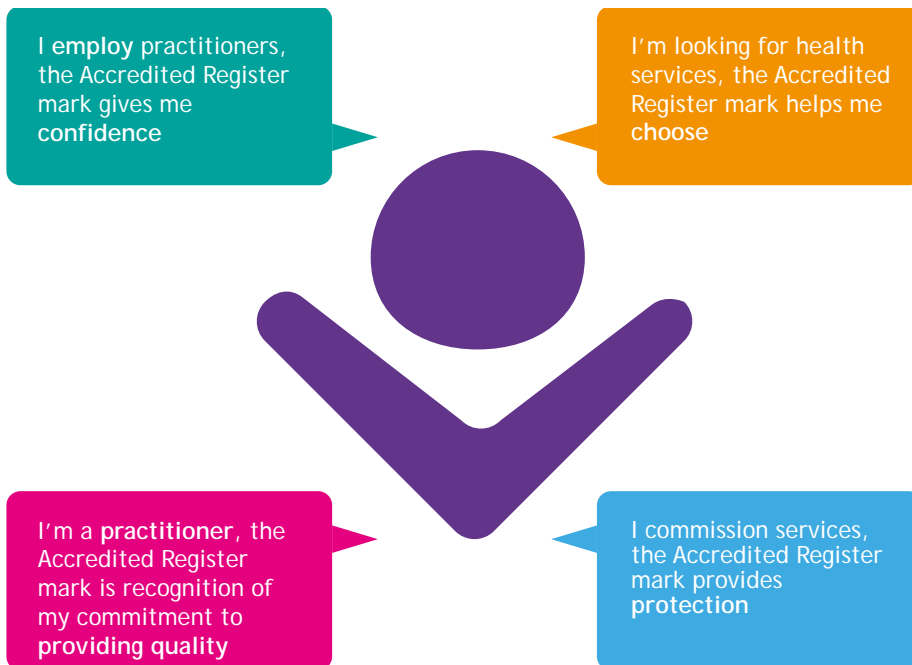 I employ practitioners,
the Accredited Register
mark gives me
confidence
I'm looking for health
services, the Accredited
Register mark helps me
choose
I'm a practitioner, the
Accredited Register
mark is recognition of
my commitment to
providing quality
I commission services,
the Accredited Register
mark provides
protection